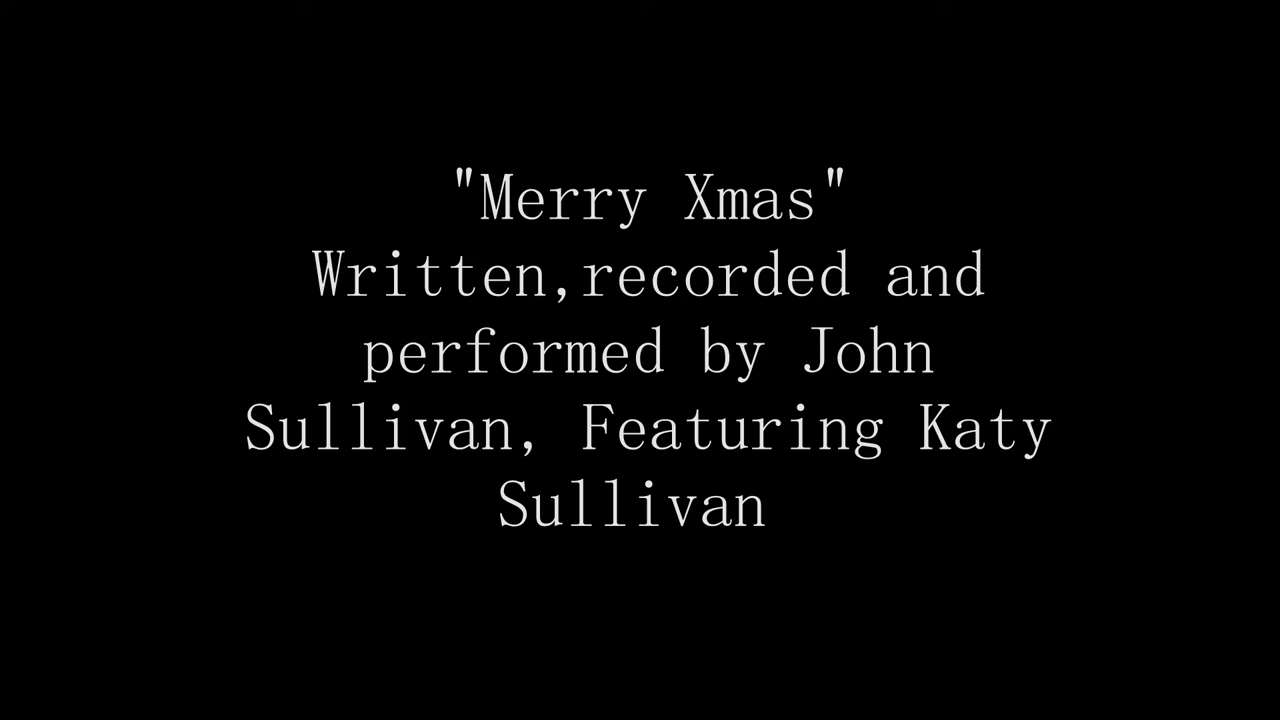 "Merry Xmas"
Written,recorded and
performed by John
Sullivan, Featuring Katy
Sullivan